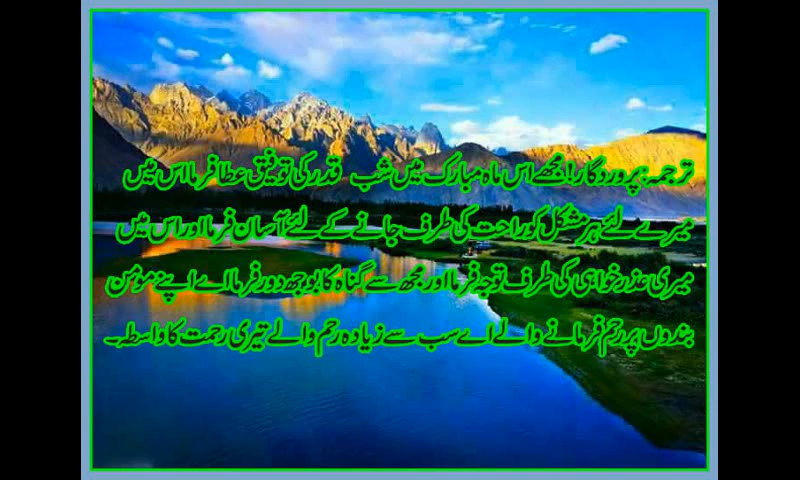 ترجمہ: پروردگار! مجھے اس ماہ مبارک میں شب قدر کی توفیق عطا فرما اس میں
میرے لئے ہر مشکل کو راحت کی طرف جانے کے لئے آسان فرما اور اس میں
میری عذر خواہی کی طرف توجہ فرما اور مجھ سے گناہ کا بوجھ دور فرما اے اپنے مؤمن
بندوں پر رحم فرمانے والے اے سب سے زیادہ رحم والے تیری رحمت کا واسطہ۔